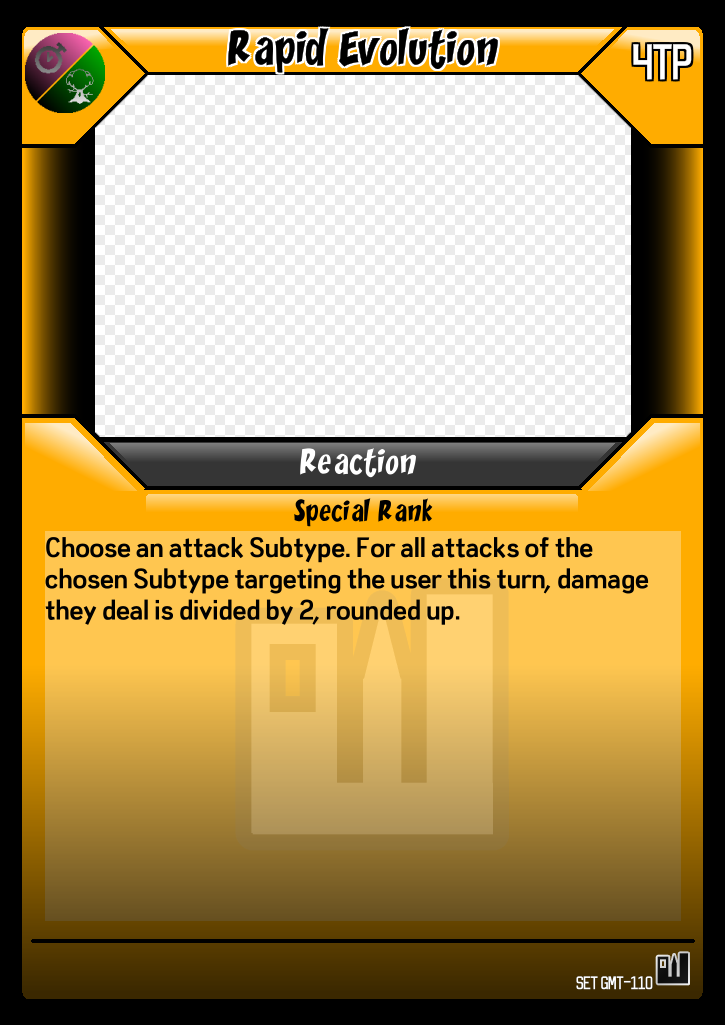 Rapid Evolution
4TP
Reaction
Special Rank
Choose an attack Subtype. For all attacks of the
chosen Subtype targeting the user this turn, damage
they deal is divided by 2, rounded up.
SET GMT-110